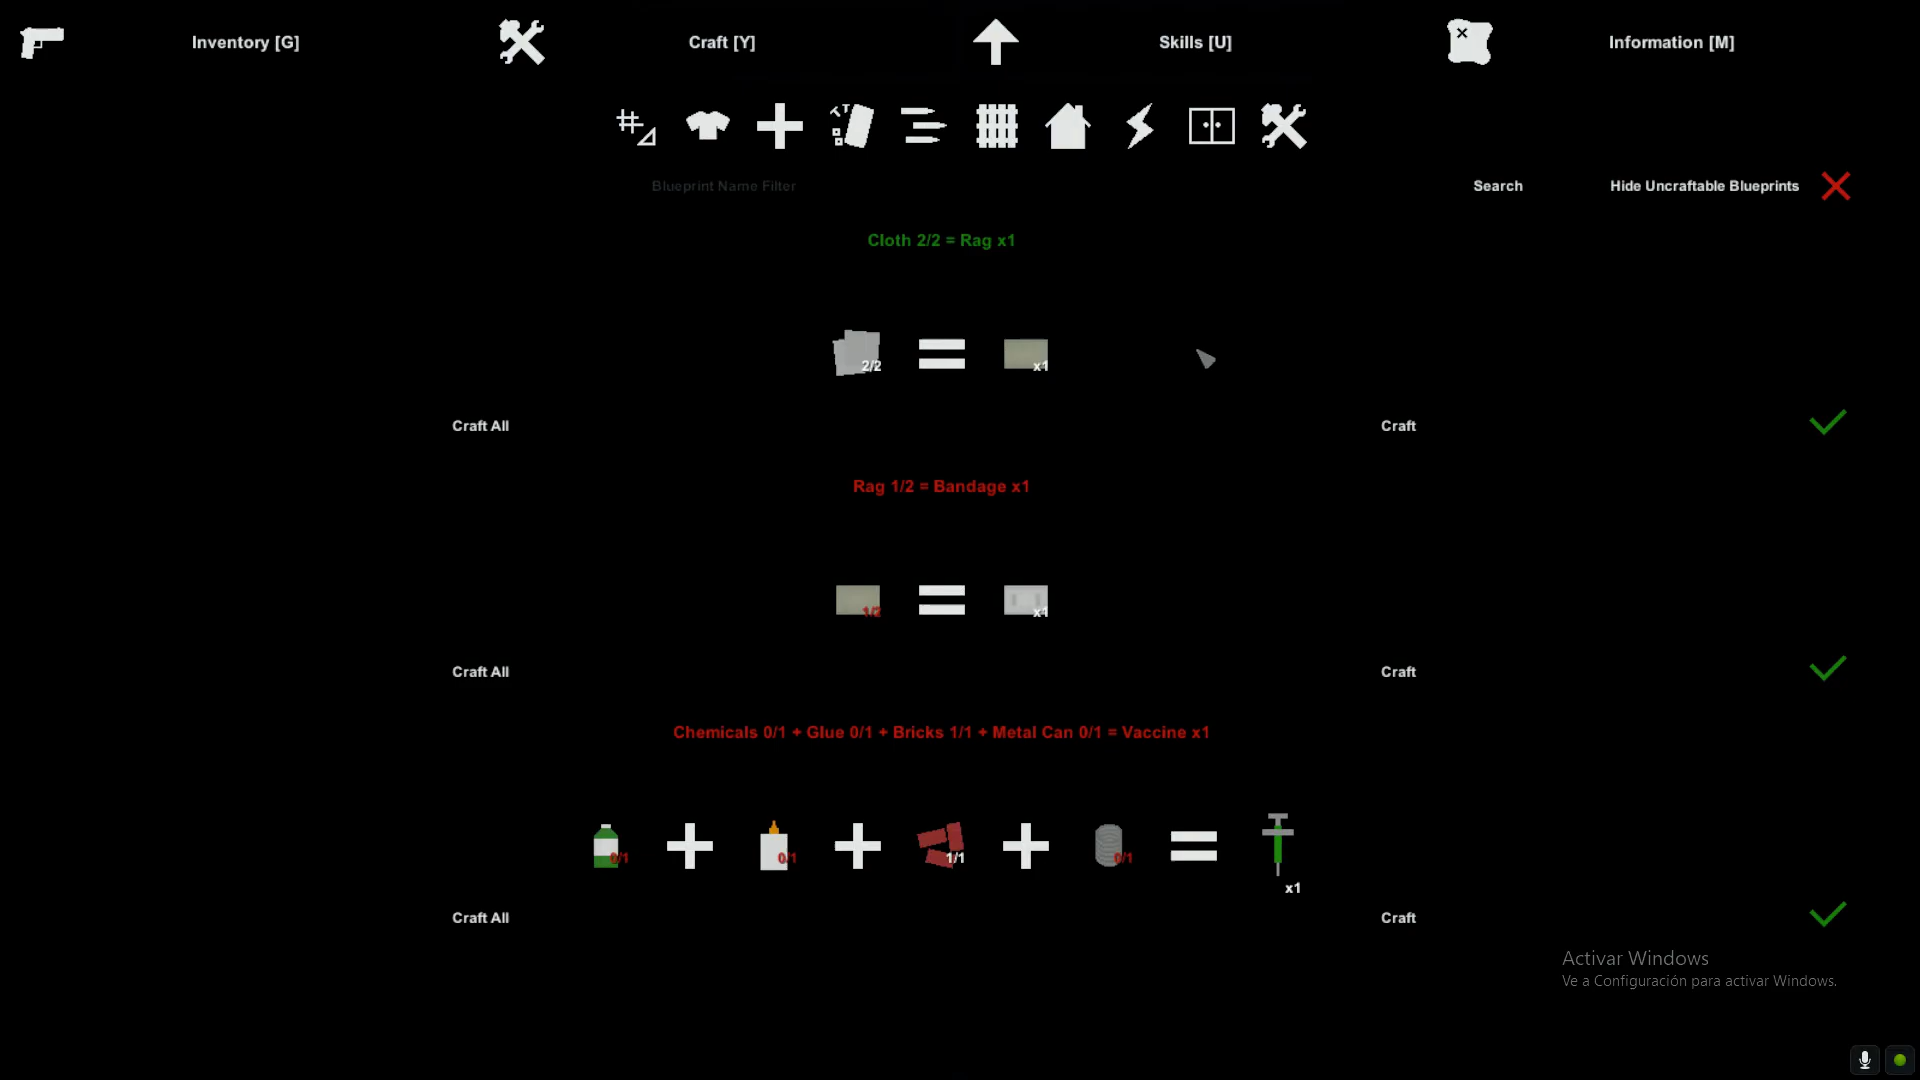 Inventory [G]
Craft [Y]
Skills [U]
Information [M]
Blueprint Name Filter
Search
Hide Uncraftable Blueprints
Cloth 2/2 = Rag x1
2/2
x1
Craft All
Craft
Rag 1/2 = Bandage x1
1/2
x1
Craft All
Craft
Chemicals 0/1 + Glue 0/1 + Bricks 1/1 + Metal Can 0/1 = Vaccine x1
0/1
0/1
1/1
0/1
x1
Craft All
Craft
Activar Windows
Ve a Configuración para activar Windows.